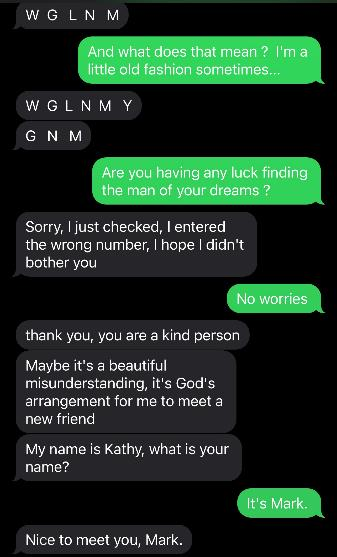 W G L N M
And what does that mean ? I'm a
little old fashion sometimes...
W G L N M Y
G N M
Are you having any luck finding
the man of your dreams ?
Sorry, I just checked, I entered
the wrong number, I hope I didn't
bother you
No worries
thank you, you are a kind person
Maybe it's a beautiful
misunderstanding, it's God's
arrangement for me to meet a
new friend
My name is Kathy, what is your
name?
It's Mark.
Nice to meet you, Mark.